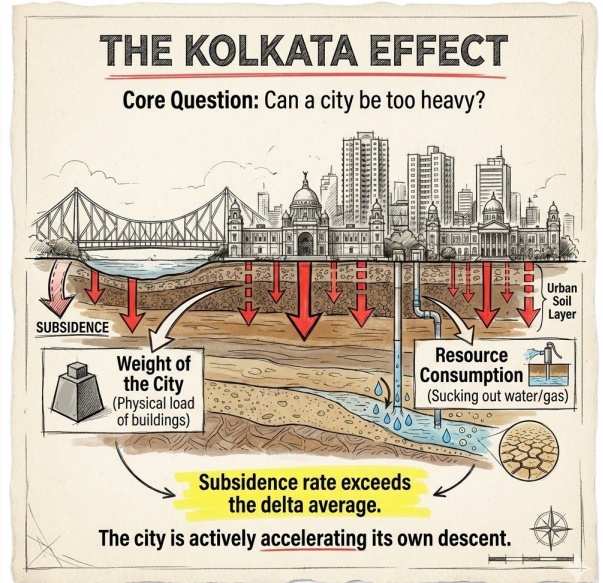 THE KOLKATA EFFECT
Core Question: Can a city be too heavy?
Urban
Soil
Layer
SUBSIDENCE
Weight of
the City
(Physical load
of buildings)
Resource
Consumption
(Sucking out water/gas)
Subsidence rate exceeds
the delta average.
The city is actively accelerating its own descent.